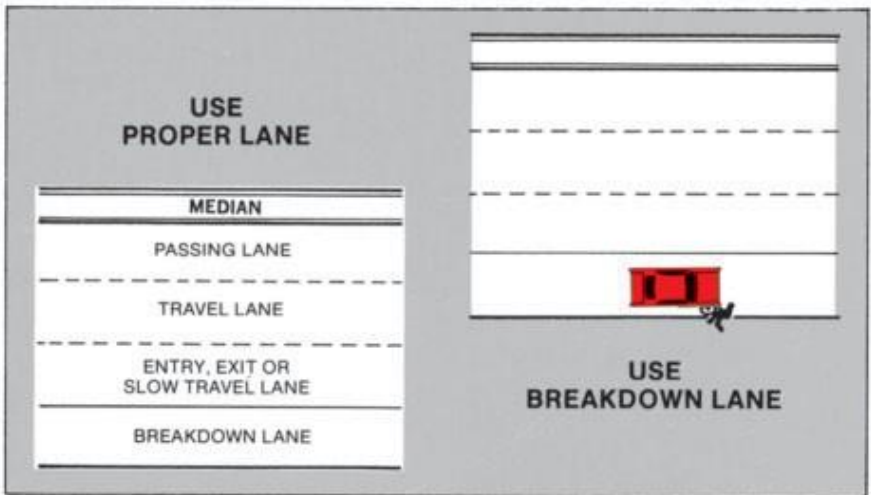 USE
PROPER LANE
MEDIAN
PASSING LANE
TRAVEL LANE
ENTRY, EXIT OR
SLOW TRAVEL LANE
BREAKDOWN LANE
USE
BREAKDOWN LANE